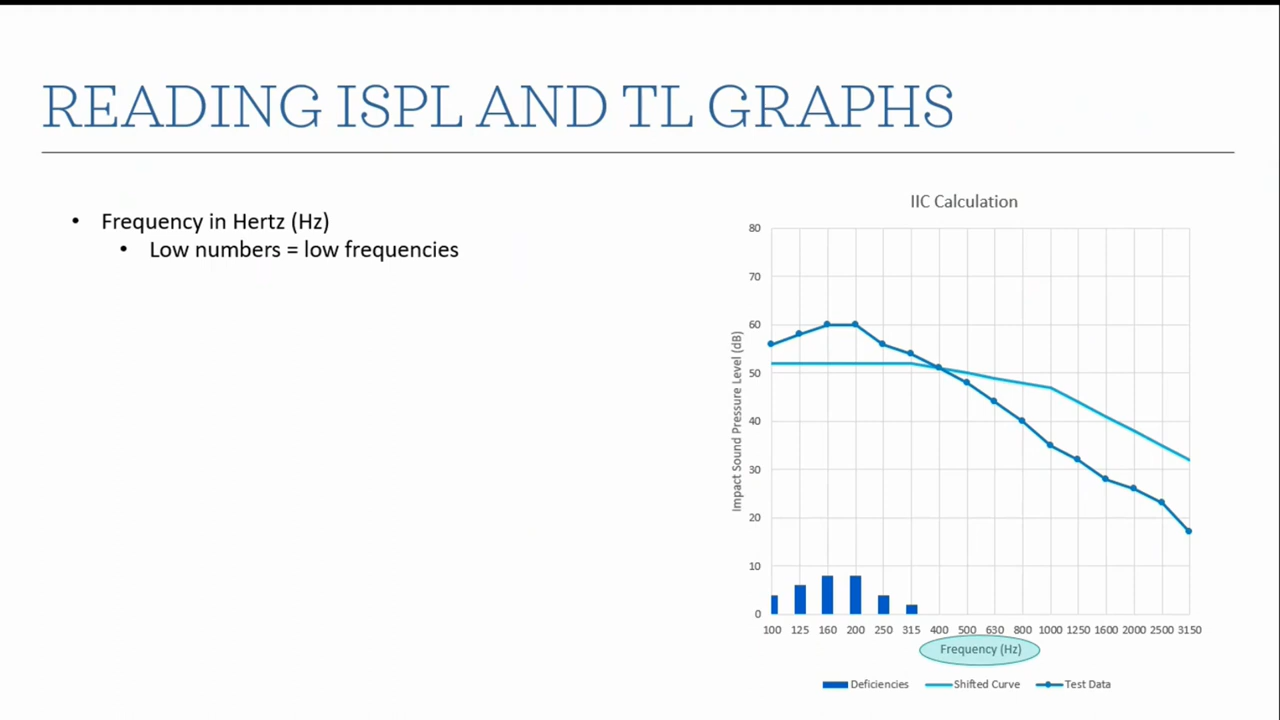 READING ISPL AND TL GRAPHS
• Frequency in Hertz (Hz)
• Low numbers = low frequencies
IIC Calculation
80
70
60
50
40
30
20
10
0
Impact Sound Pressure Level (dB)
100 125 160 200 250 315 400 500 630 800 1000 1250 1600 2000 2500 3150
Frequency (Hz)
Deficiencies Shifted Curve Test Data